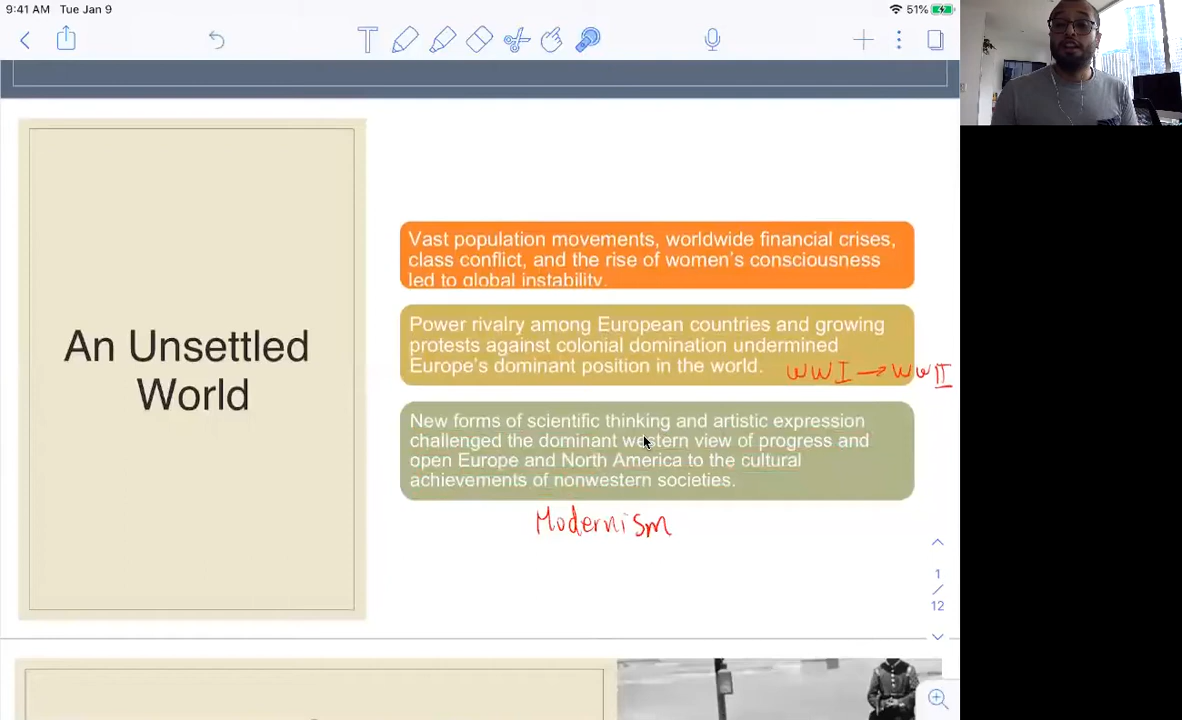 9:41 AM Tue Jan 9
51%
An Unsettled
World
Vast population movements, worldwide financial crises,
class conflict, and the rise of women's consciousness
led to global instability.
Power rivalry among European countries and growing
protests against colonial domination undermined
Europe's dominant position in the world.
WWI → WWII
New forms of scientific thinking and artistic expression
challenged the dominant western view of progress and
open Europe and North America to the cultural
achievements of nonwestern societies.
Modernism
1
/
12